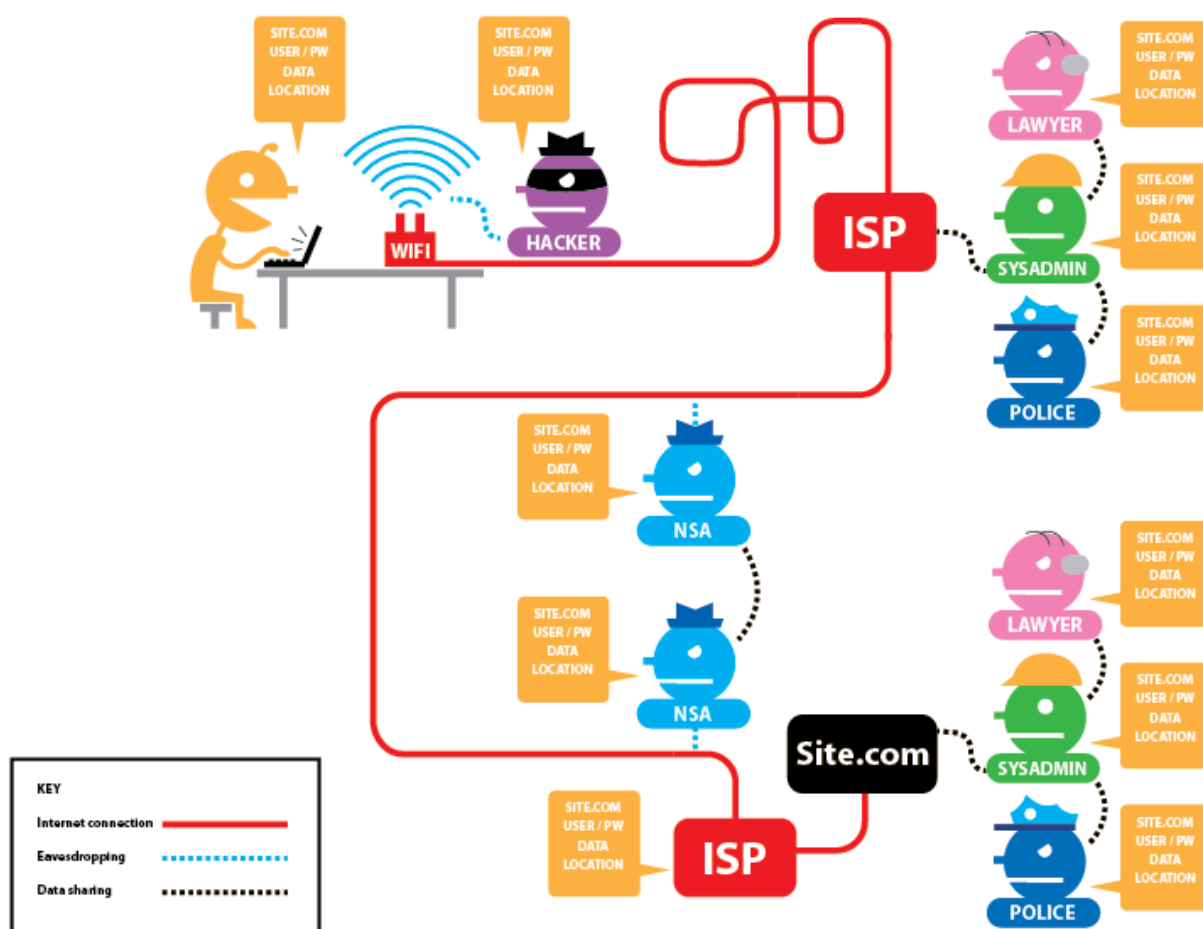 SITE.COM
USER / PW
DATA
LOCATION
SITE.COM
USER / PW
DATA
LOCATION
WIFI
HACKER
ISP
SITE.COM
USER / PW
DATA
LOCATION
LAWYER
SITE.COM
USER / PW
DATA
LOCATION
SYSADMIN
SITE.COM
USER / PW
DATA
LOCATION
POLICE
SITE.COM
USER / PW
DATA
LOCATION
NSA
SITE.COM
USER / PW
DATA
LOCATION
NSA
SITE.COM
USER / PW
DATA
LOCATION
LAWYER
SITE.COM
USER / PW
DATA
LOCATION
SYSADMIN
SITE.COM
USER / PW
DATA
LOCATION
POLICE
Site.com
SITE.COM
USER / PW
DATA
LOCATION
ISP
KEY
Internet connection
Eavesdropping
Data sharing